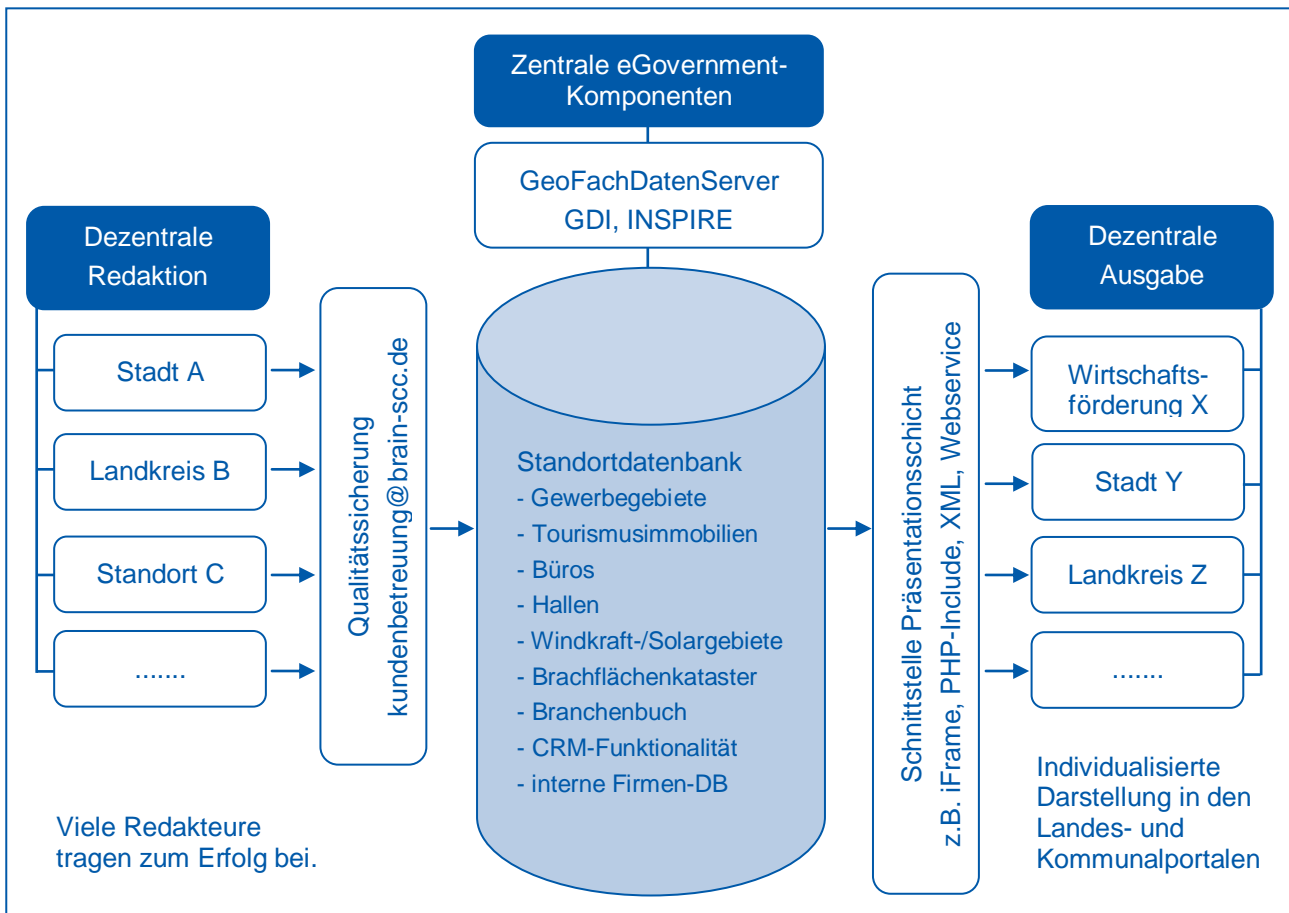 Zentrale eGovernment-
Komponenten
GeoFachDatenServer
GDI, INSPIRE
Dezentrale
Redaktion
Stadt A
Landkreis B
Standort C
.......
Viele Redakteure
tragen zum Erfolg bei.
Qualitätssicherung
kundenbetreuung@brain-scc.de
Standortdatenbank
- Gewerbegebiete
- Tourismusimmobilien
- Büros
- Hallen
- Windkraft-/Solargebiete
- Brachflächenkataster
- Branchenbuch
- CRM-Funktionalität
- interne Firmen-DB
Schnittstelle Präsentationsschicht
z.B. iFrame, PHP-Include, XML, Webservice
Dezentrale
Ausgabe
Wirtschafts-
förderung X
Stadt Y
Landkreis Z
.......
Individualisierte
Darstellung in den
Landes- und
Kommunalportalen